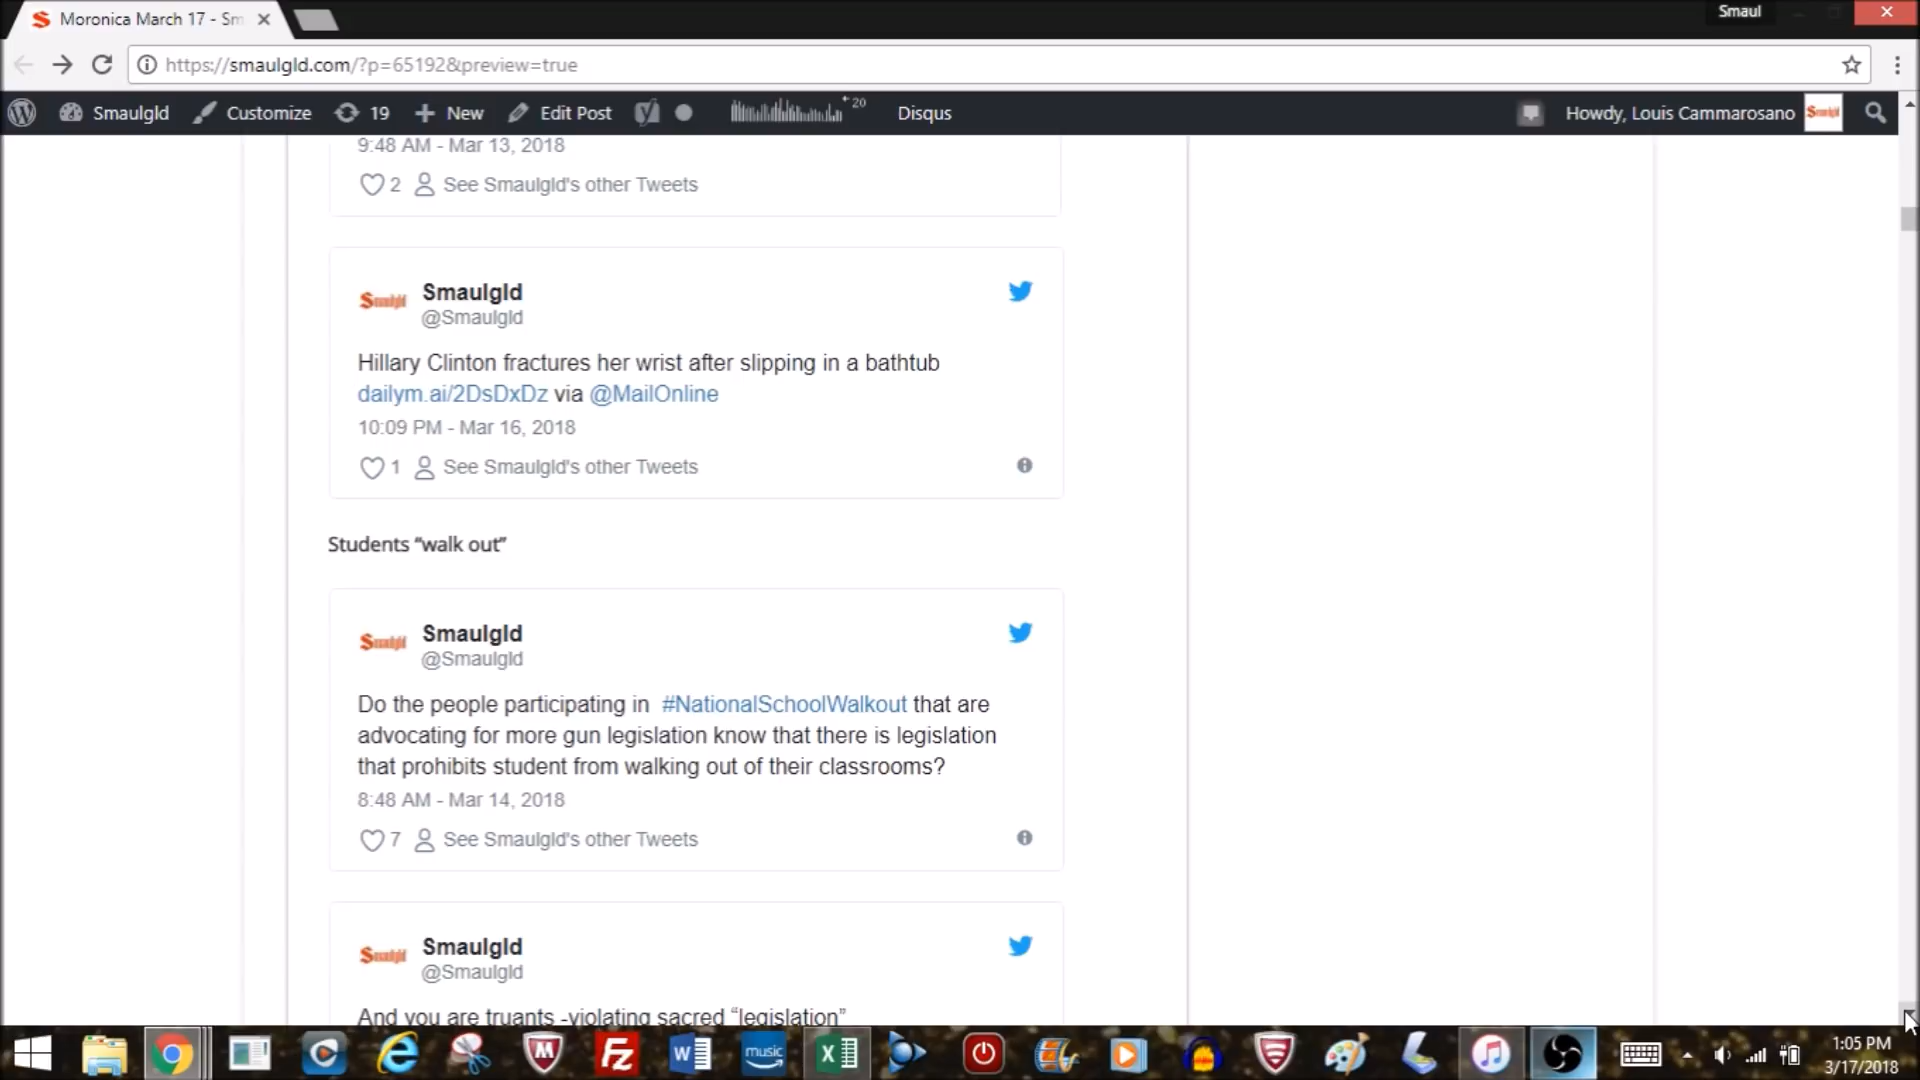 Moronica March 17 - Sm
Smaul
https://smaulgld.com/?p=65192&preview=true
Smaulgld Customize 19 + New Edit Post 20 Disqus Howdy, Louis Cammarosano Smaulgld
9:48 AM - Mar 13, 2018
2 See Smaulgld's other Tweets
Smaulgld Smaulgld
@Smaulgld
Hillary Clinton fractures her wrist after slipping in a bathtub
dailym.ai/2DsDxDz via @MailOnline
10:09 PM - Mar 16, 2018
1 See Smaulgld's other Tweets
Students “walk out”
Smaulgld Smaulgld
@Smaulgld
Do the people participating in #NationalSchoolWalkout that are
advocating for more gun legislation know that there is legislation
that prohibits student from walking out of their classrooms?
8:48 AM - Mar 14, 2018
7 See Smaulgld's other Tweets
Smaulgld Smaulgld
@Smaulgld
And you are truants -violating sacred “legislation”
music
1:05 PM
3/17/2018